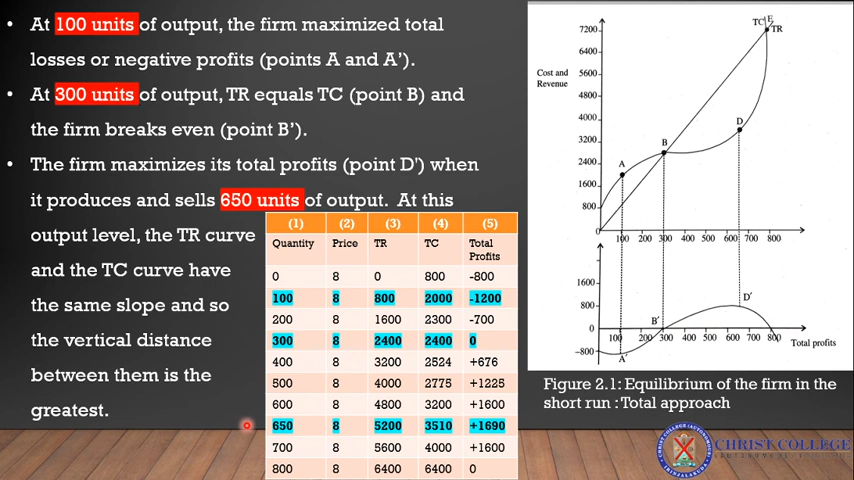 • At 100 units of output, the firm maximized total
losses or negative profits (points A and A').
• At 300 units of output, TR equals TC (point B) and
the firm breaks even (point B').
• The firm maximizes its total profits (point D') when
it produces and sells 650 units of output. At this
output level, the TR curve
and the TC curve have
the same slope and so
the vertical distance
between them is the
greatest.
(1) (2) (3) (4) (5)
Quantity Price TR TC Total Profits
0 8 0 800 -800
100 8 800 2000 -1200
200 8 1600 2300 -700
300 8 2400 2400 0
400 8 3200 2524 +676
500 8 4000 2775 +1225
600 8 4800 3200 +1600
650 8 5200 3510 +1690
700 8 5600 4000 +1600
800 8 6400 6400 0
TC E
TR
Cost and
Revenue
7200
6400
5600
4800
4000
3200
2400
1600
800
0
A
B
D
100 200 300 400 500 600 700 800
1600
800
0
-800
B'
D'
A'
100 200 300 400 500 600 700 800
Total profits
Figure 2.1: Equilibrium of the firm in the
short run : Total approach
CHRIST COLLEGE